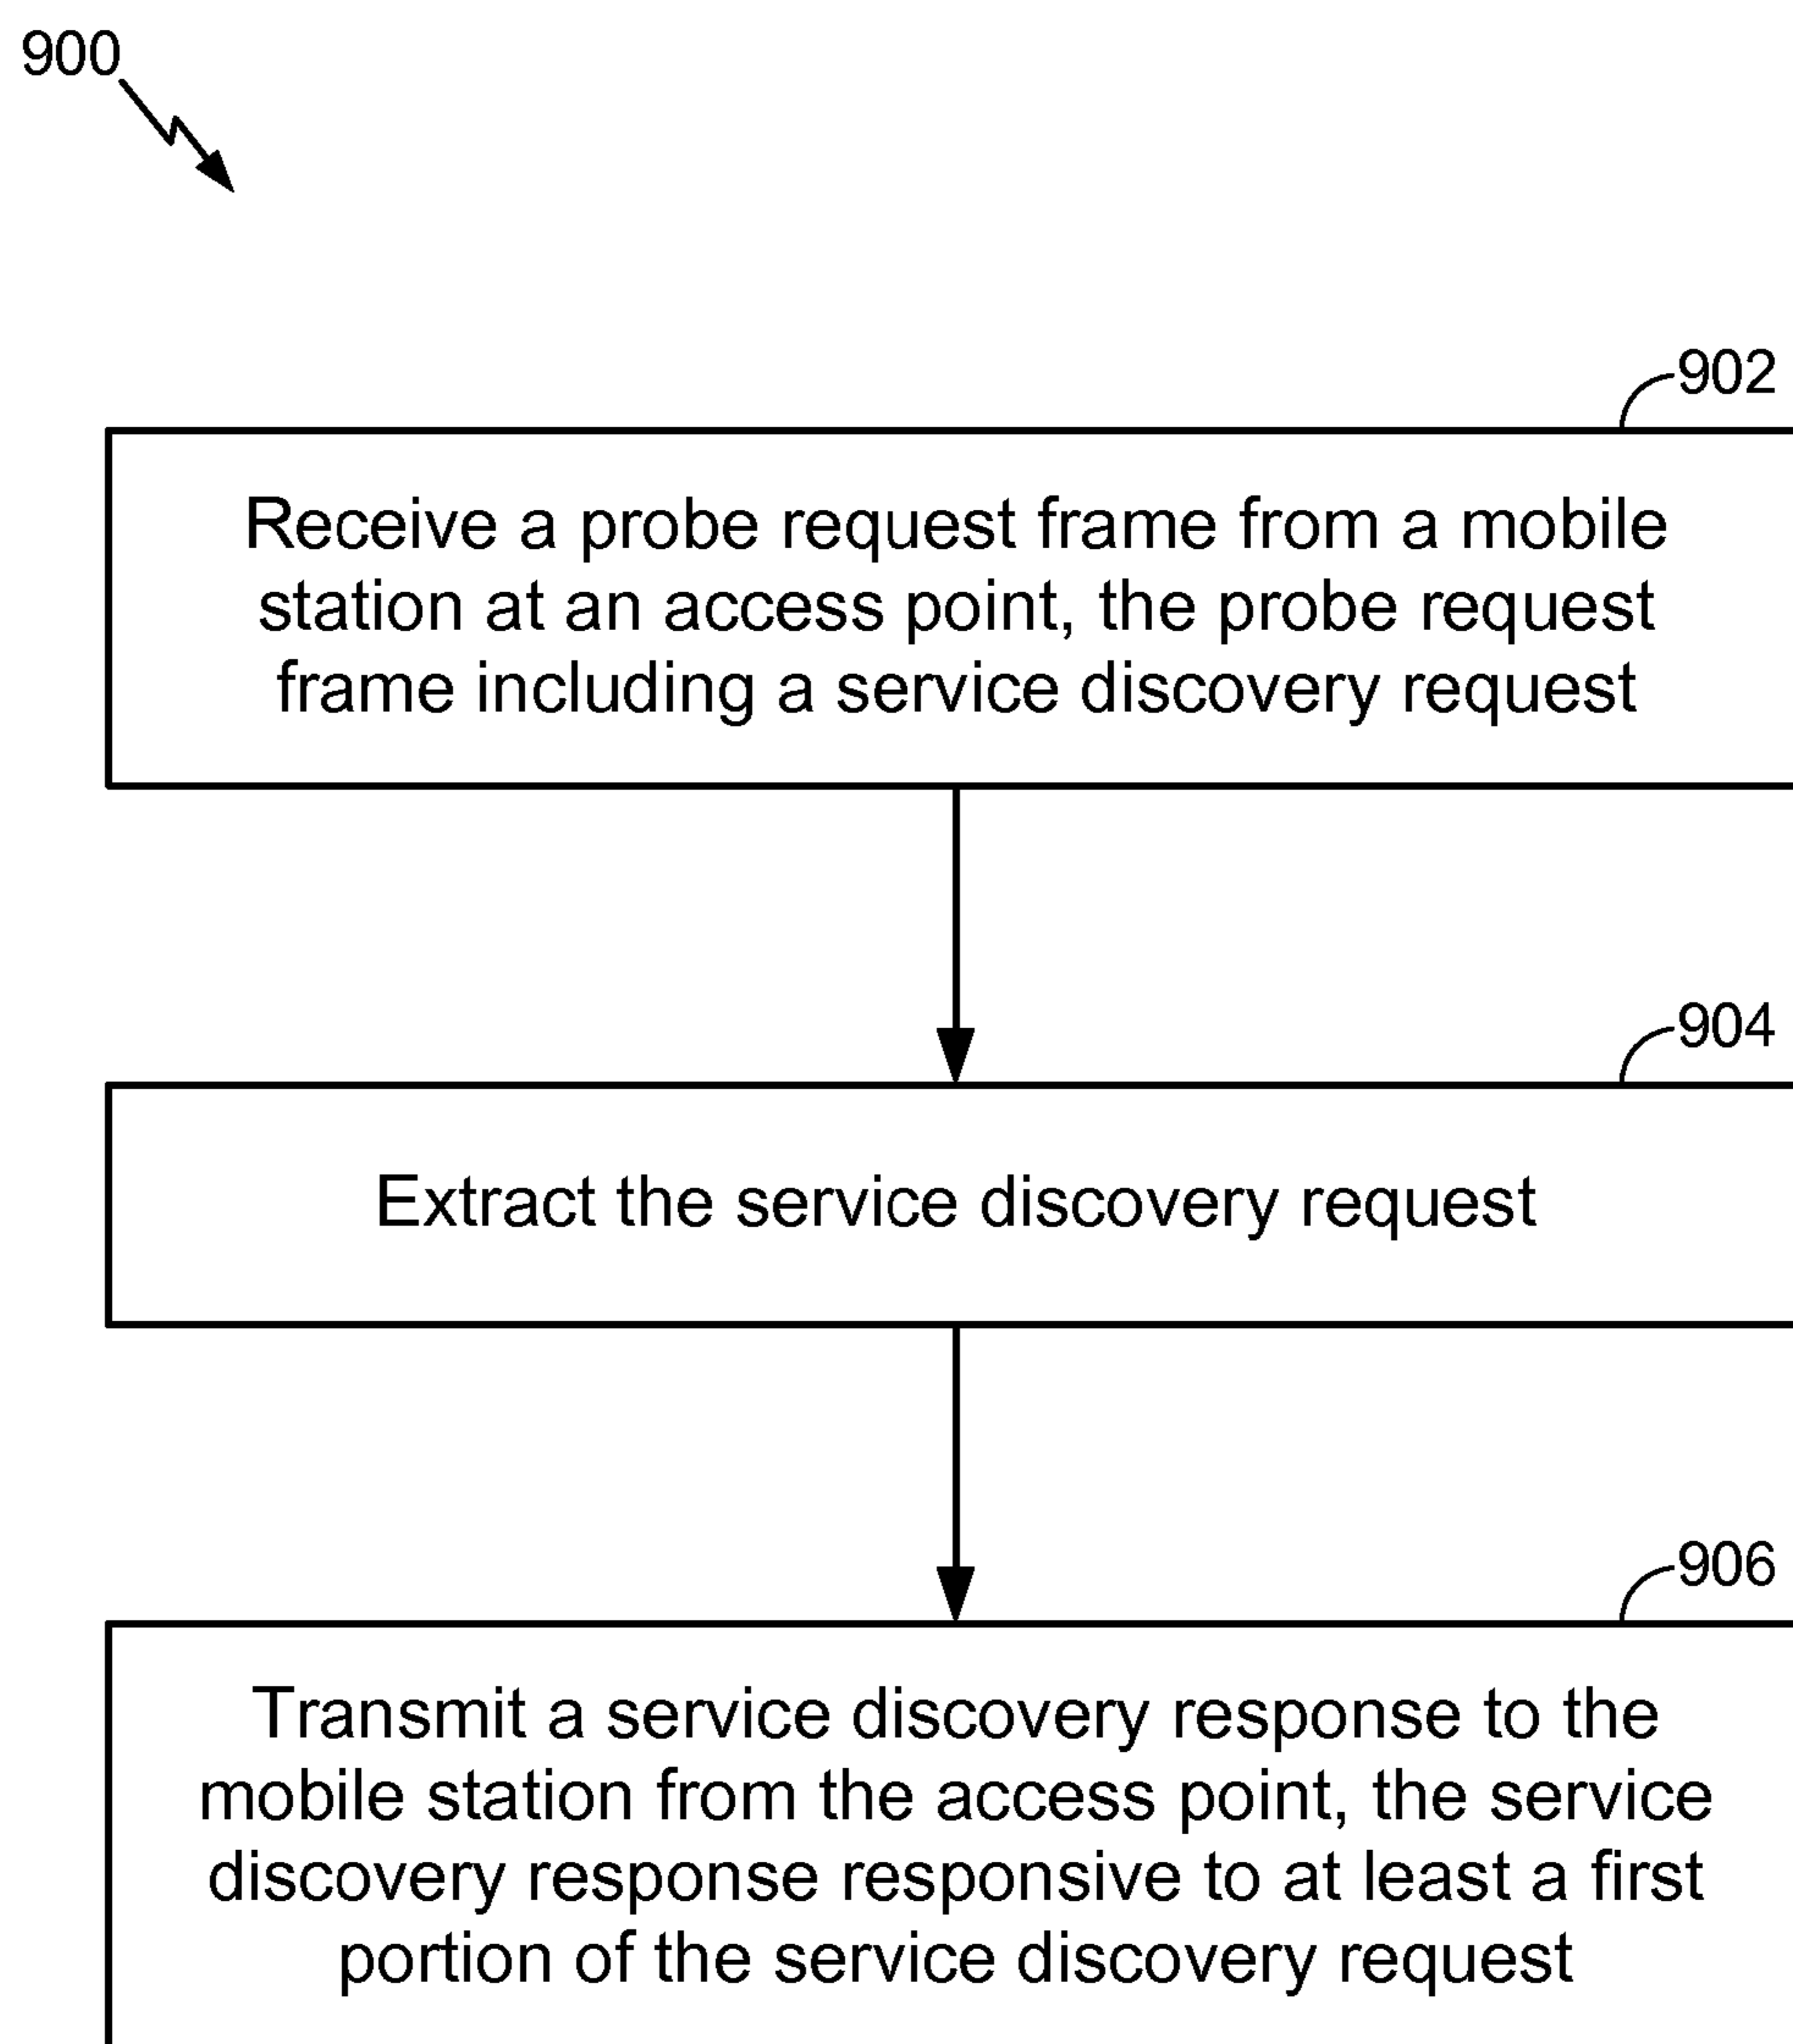 900
902
Receive a probe request frame from a mobile
station at an access point, the probe request
frame including a service discovery request
904
Extract the service discovery request
906
Transmit a service discovery response to the
mobile station from the access point, the service
discovery response responsive to at least a first
portion of the service discovery request